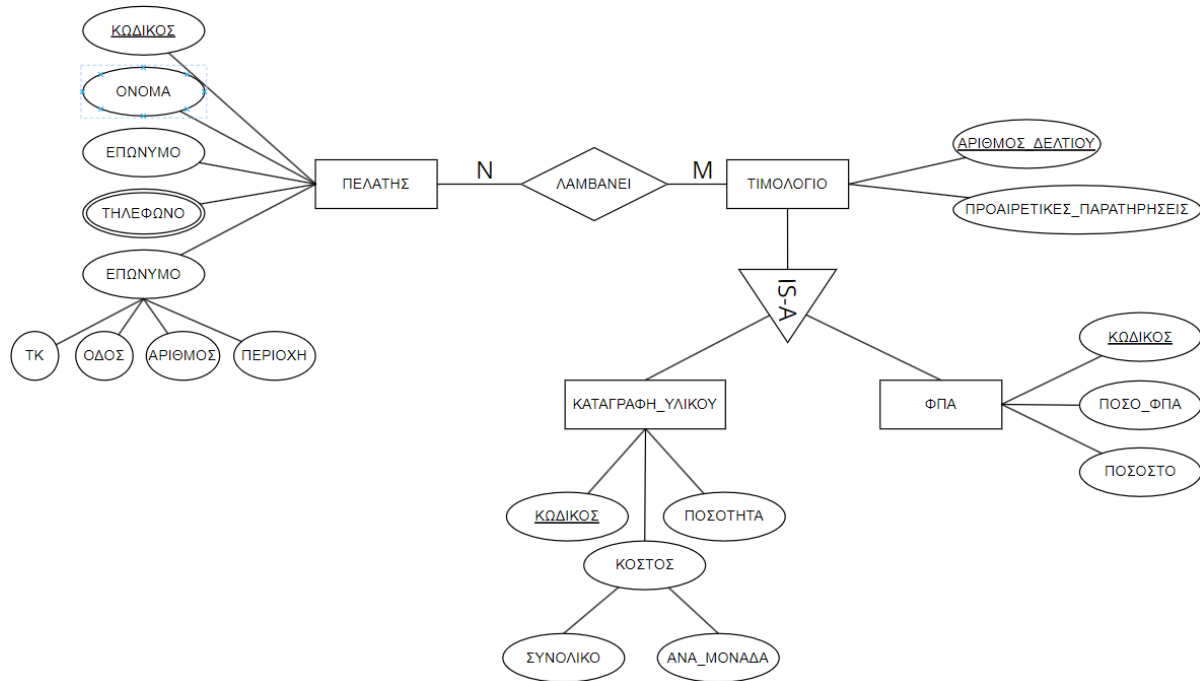 ΚΩΔΙΚΟΣ
ΟΝΟΜΑ
ΕΠΩΝΥΜΟ
ΤΗΛΕΦΩΝΟ
ΕΠΩΝΥΜΟ
ΤΚ
ΟΔΟΣ
ΑΡΙΘΜΟΣ
ΠΕΡΙΟΧΗ
ΠΕΛΑΤΗΣ
N
ΛΑΜΒΑΝΕΙ
M
ΤΙΜΟΛΟΓΙΟ
ΑΡΙΘΜΟΣ_ΔΕΛΤΙΟΥ
ΠΡΟΑΙΡΕΤΙΚΕΣ_ΠΑΡΑΤΗΡΗΣΕΙΣ
IS-A
ΚΑΤΑΓΡΑΦΗ_ΥΛΙΚΟΥ
ΚΩΔΙΚΟΣ
ΠΟΣΟΤΗΤΑ
ΚΟΣΤΟΣ
ΣΥΝΟΛΙΚΟ
ΑΝΑ_ΜΟΝΑΔΑ
ΦΠΑ
ΚΩΔΙΚΟΣ
ΠΟΣΟ_ΦΠΑ
ΠΟΣΟΣΤΟ